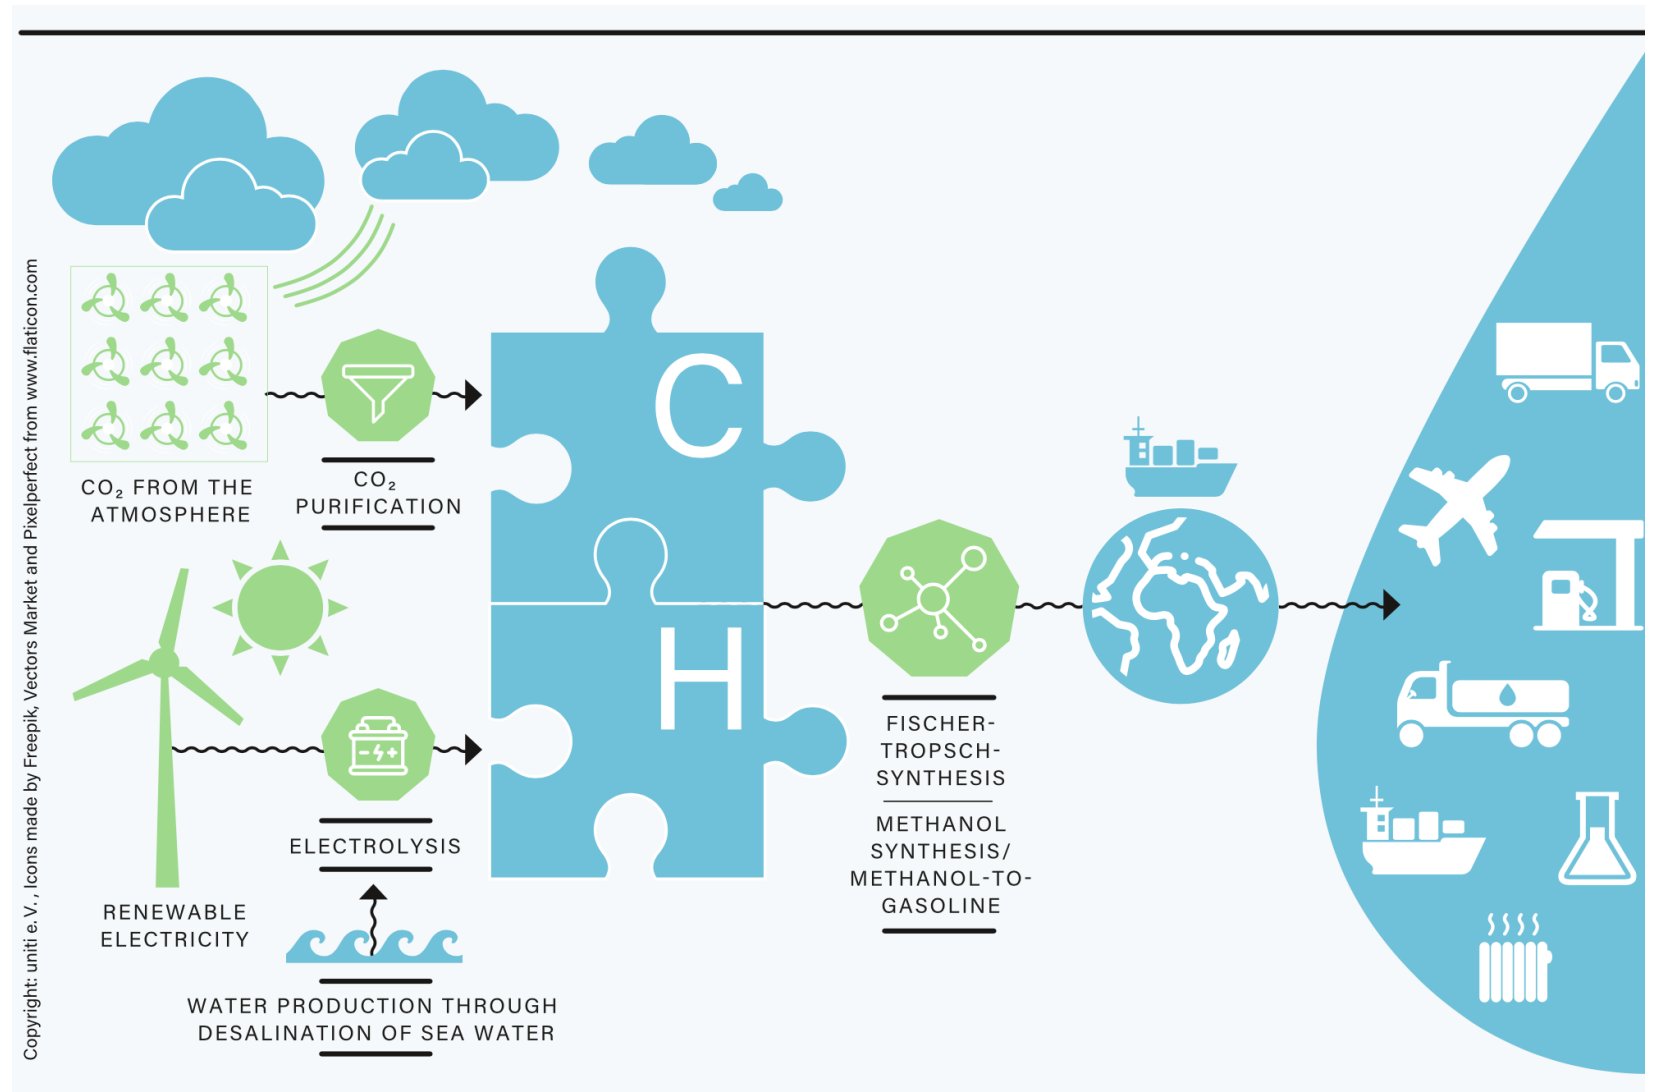 Copyright: uniti e. V. , Icons made by Freepik, Vectors Market and Pixelperfect from www.flaticon.com
CO₂ FROM THE
ATMOSPHERE
CO₂
PURIFICATION
C
H
RENEWABLE
ELECTRICITY
- +
ELECTROLYSIS
WATER PRODUCTION THROUGH
DESALINATION OF SEA WATER
FISCHER-
TROPSCH-
SYNTHESIS
METHANOL
SYNTHESIS/
METHANOL-TO-
GASOLINE